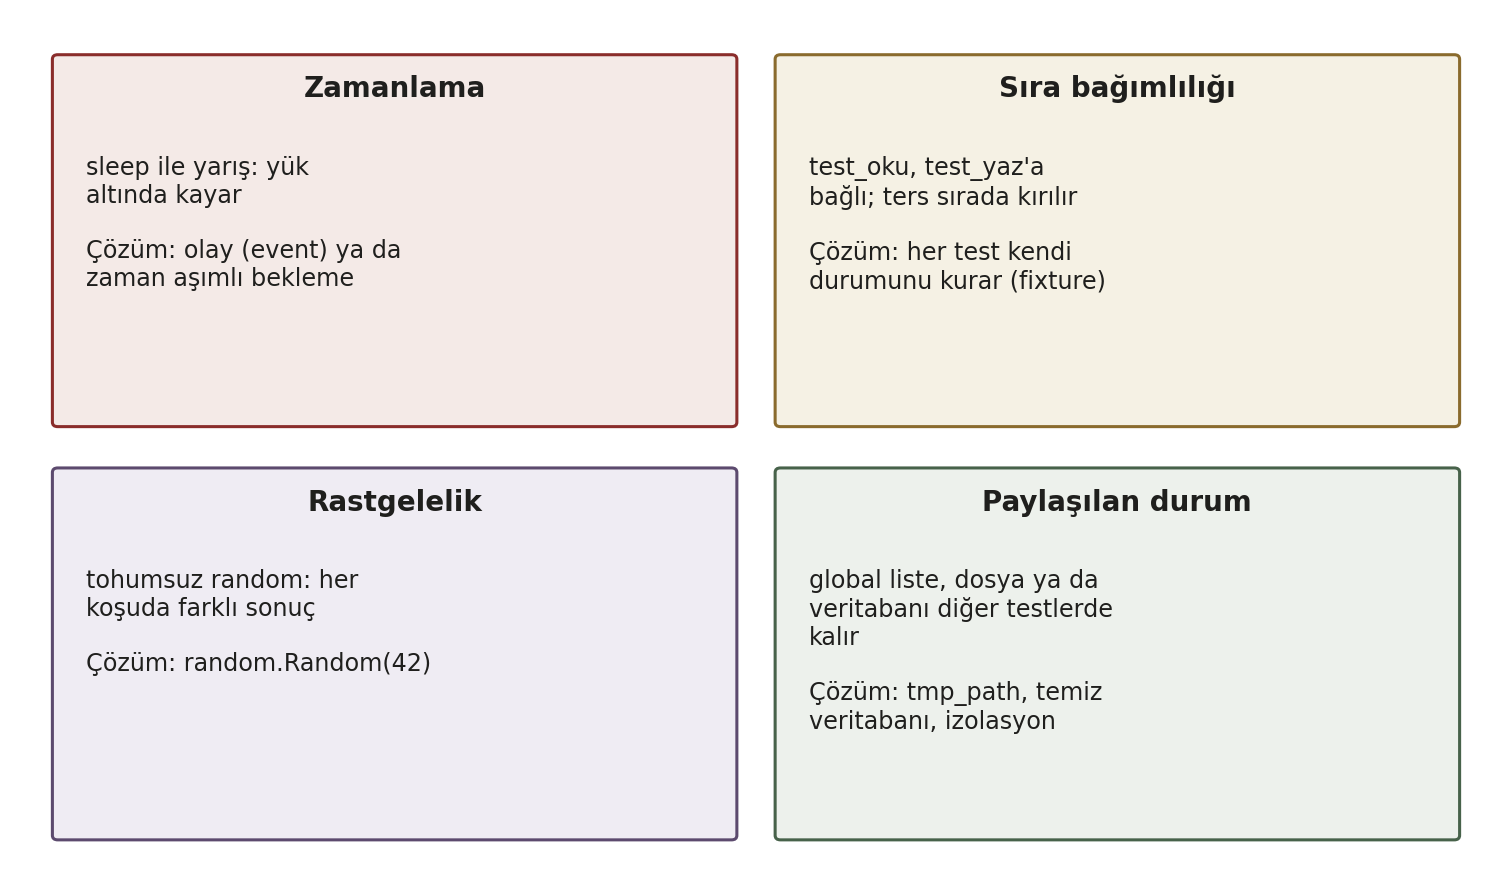 Zamanlama
sleep ile yarış: yük
altında kayar
Çözüm: olay (event) ya da
zaman aşımlı bekleme
Sıra bağımlılığı
test_oku, test_yaz'a
bağlı; ters sırada kırılır
Çözüm: her test kendi
durumunu kurar (fixture)
Rastgelelik
tohumsuz random: her
koşuda farklı sonuç
Çözüm: random.Random(42)
Paylaşılan durum
global liste, dosya ya da
veritabanı diğer testlerde
kalır
Çözüm: tmp_path, temiz
veritabanı, izolasyon